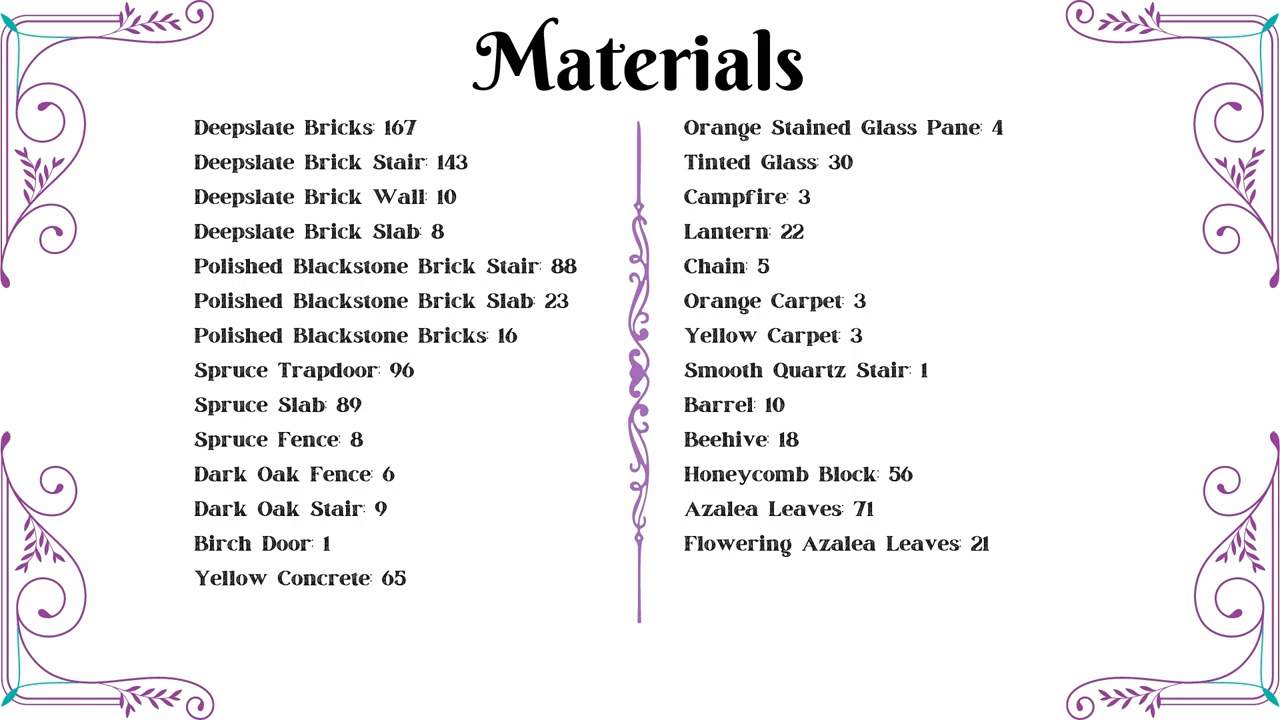 Materials
Deepslate Bricks: 167
Deepslate Brick Stair: 143
Deepslate Brick Wall: 10
Deepslate Brick Slab: 8
Polished Blackstone Brick Stair: 88
Polished Blackstone Brick Slab: 23
Polished Blackstone Bricks: 16
Spruce Trapdoor: 96
Spruce Slab: 89
Spruce Fence: 8
Dark Oak Fence: 6
Dark Oak Stair: 9
Birch Door: 1
Yellow Concrete: 65
Orange Stained Glass Pane: 4
Tinted Glass: 30
Campfire: 3
Lantern: 22
Chain: 5
Orange Carpet: 3
Yellow Carpet: 3
Smooth Quartz Stair: 1
Barrel: 10
Beehive: 18
Honeycomb Block: 56
Azalea Leaves: 71
Flowering Azalea Leaves: 21